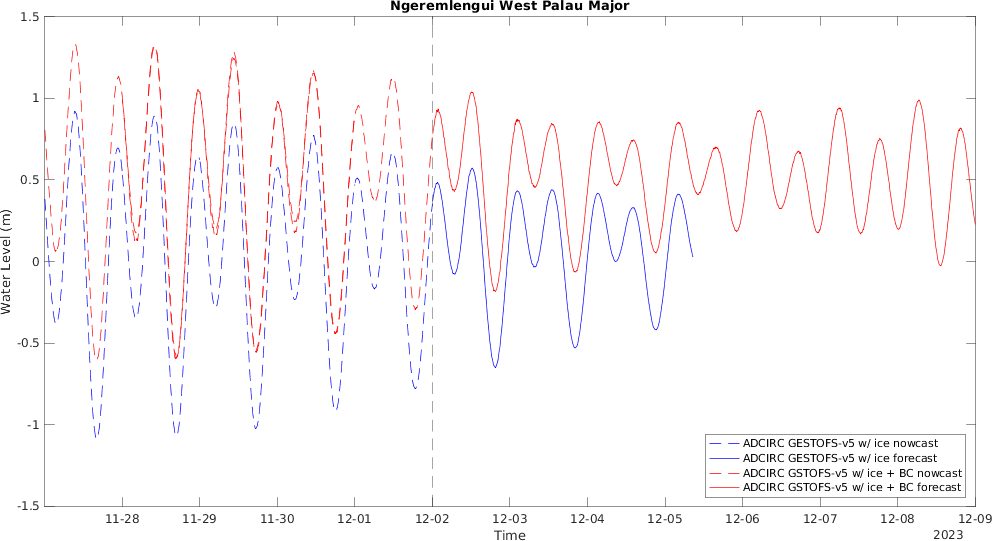 Ngeremlengui West Palau Major
1.5
1
0.5
0
-0.5
-1
-1.5
Water Level (m)
11-28
11-29
11-30
12-01
12-02
12-03
12-04
12-05
12-06
12-07
12-08
12-09
Time
2023
ADCIRC GESTOFS-v5 w/ ice nowcast
ADCIRC GESTOFS-v5 w/ ice forecast
ADCIRC GSTOFS-v5 w/ ice + BC nowcast
ADCIRC GSTOFS-v5 w/ ice + BC forecast